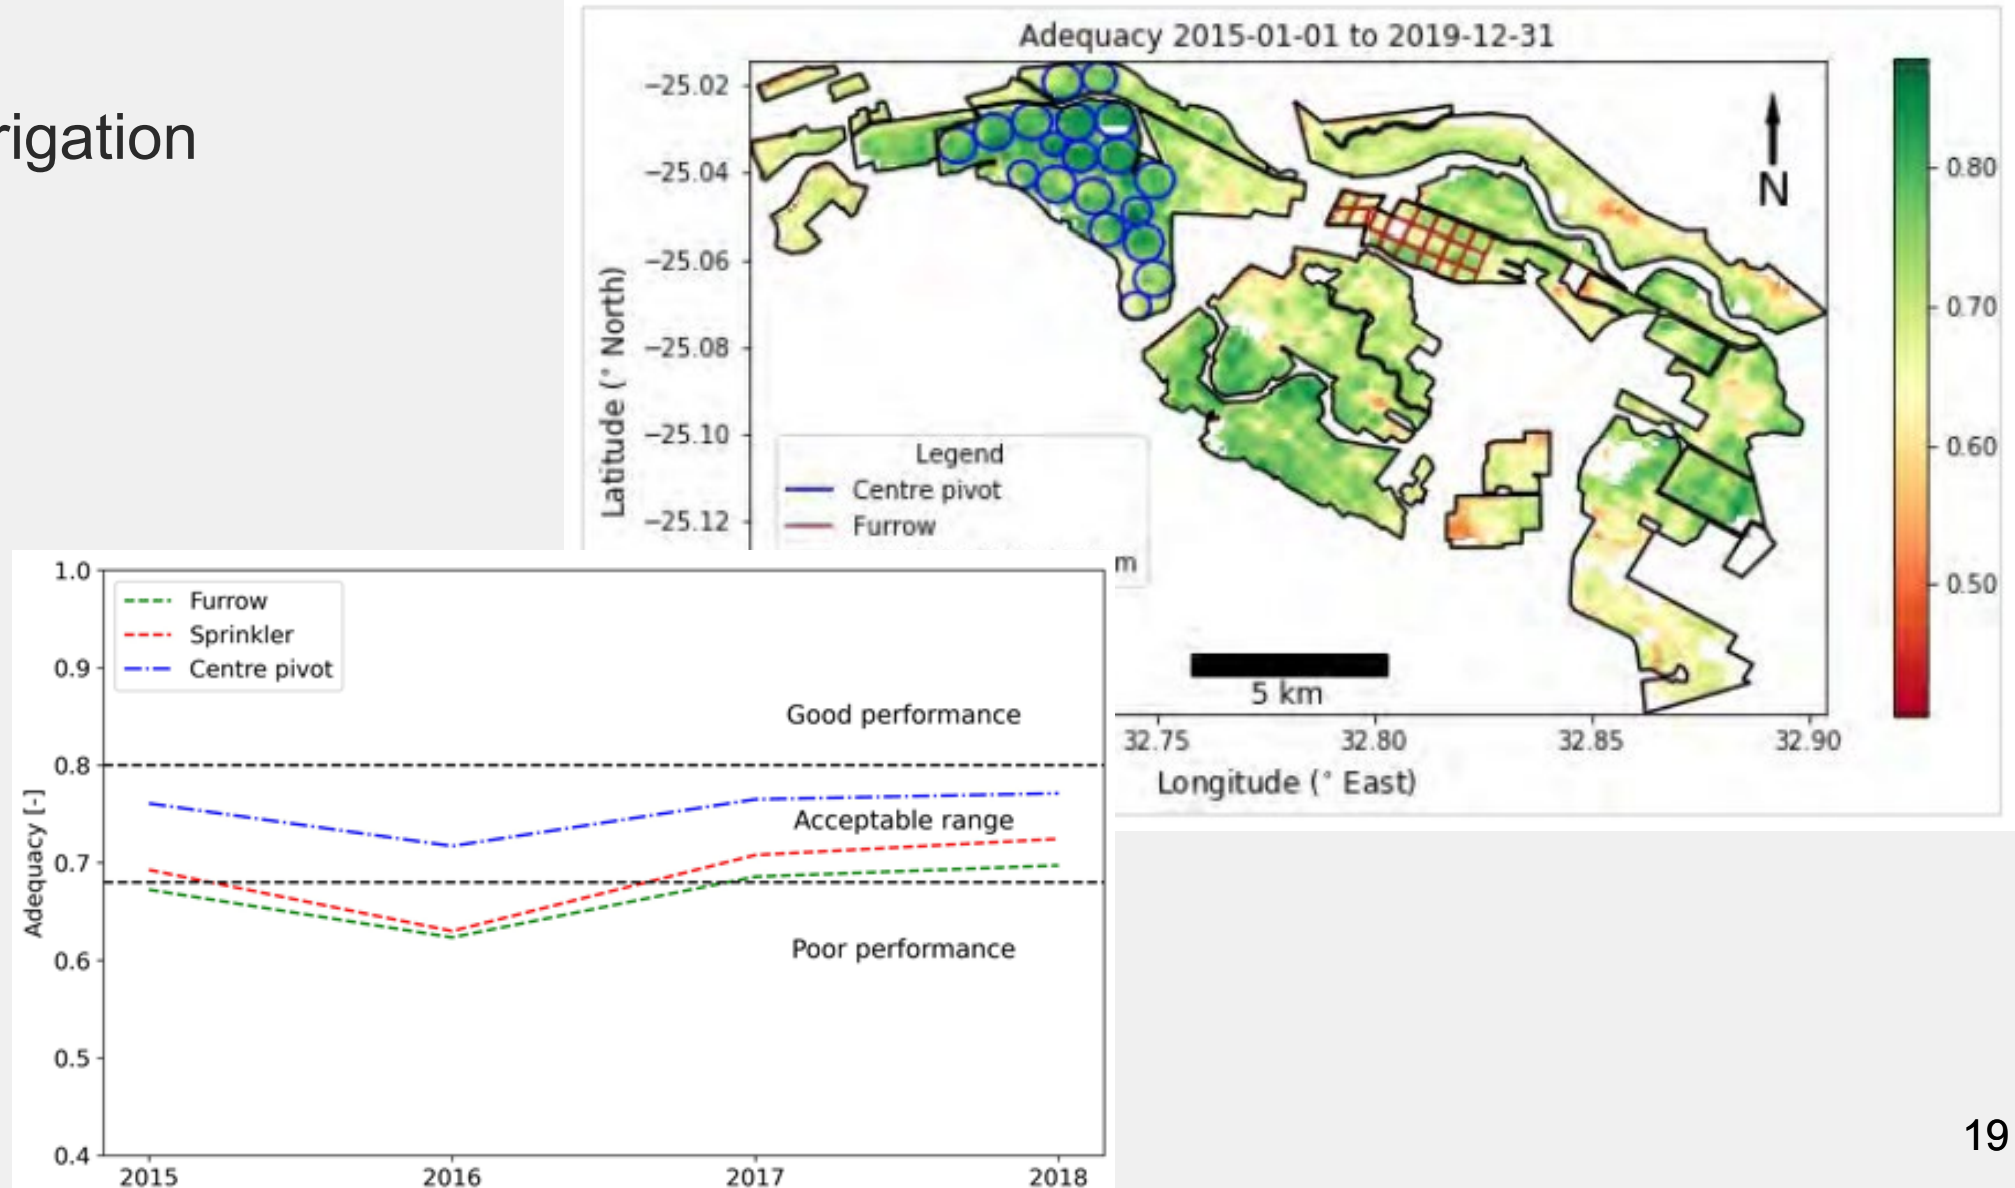 rigation
Adequacy 2015-01-01 to 2019-12-31
−25.02
−25.04
−25.06
−25.08
−25.10
−25.12
Latitude (° North)
N
0.80
0.70
0.60
0.50
Legend
Centre pivot
Furrow
m
5 km
32.75
32.80
32.85
32.90
Longitude (° East)
1.0
0.9
0.8
0.7
0.6
0.5
0.4
Adequacy [-]
Furrow
Sprinkler
Centre pivot
Good performance
Acceptable range
Poor performance
2015
2016
2017
2018
19